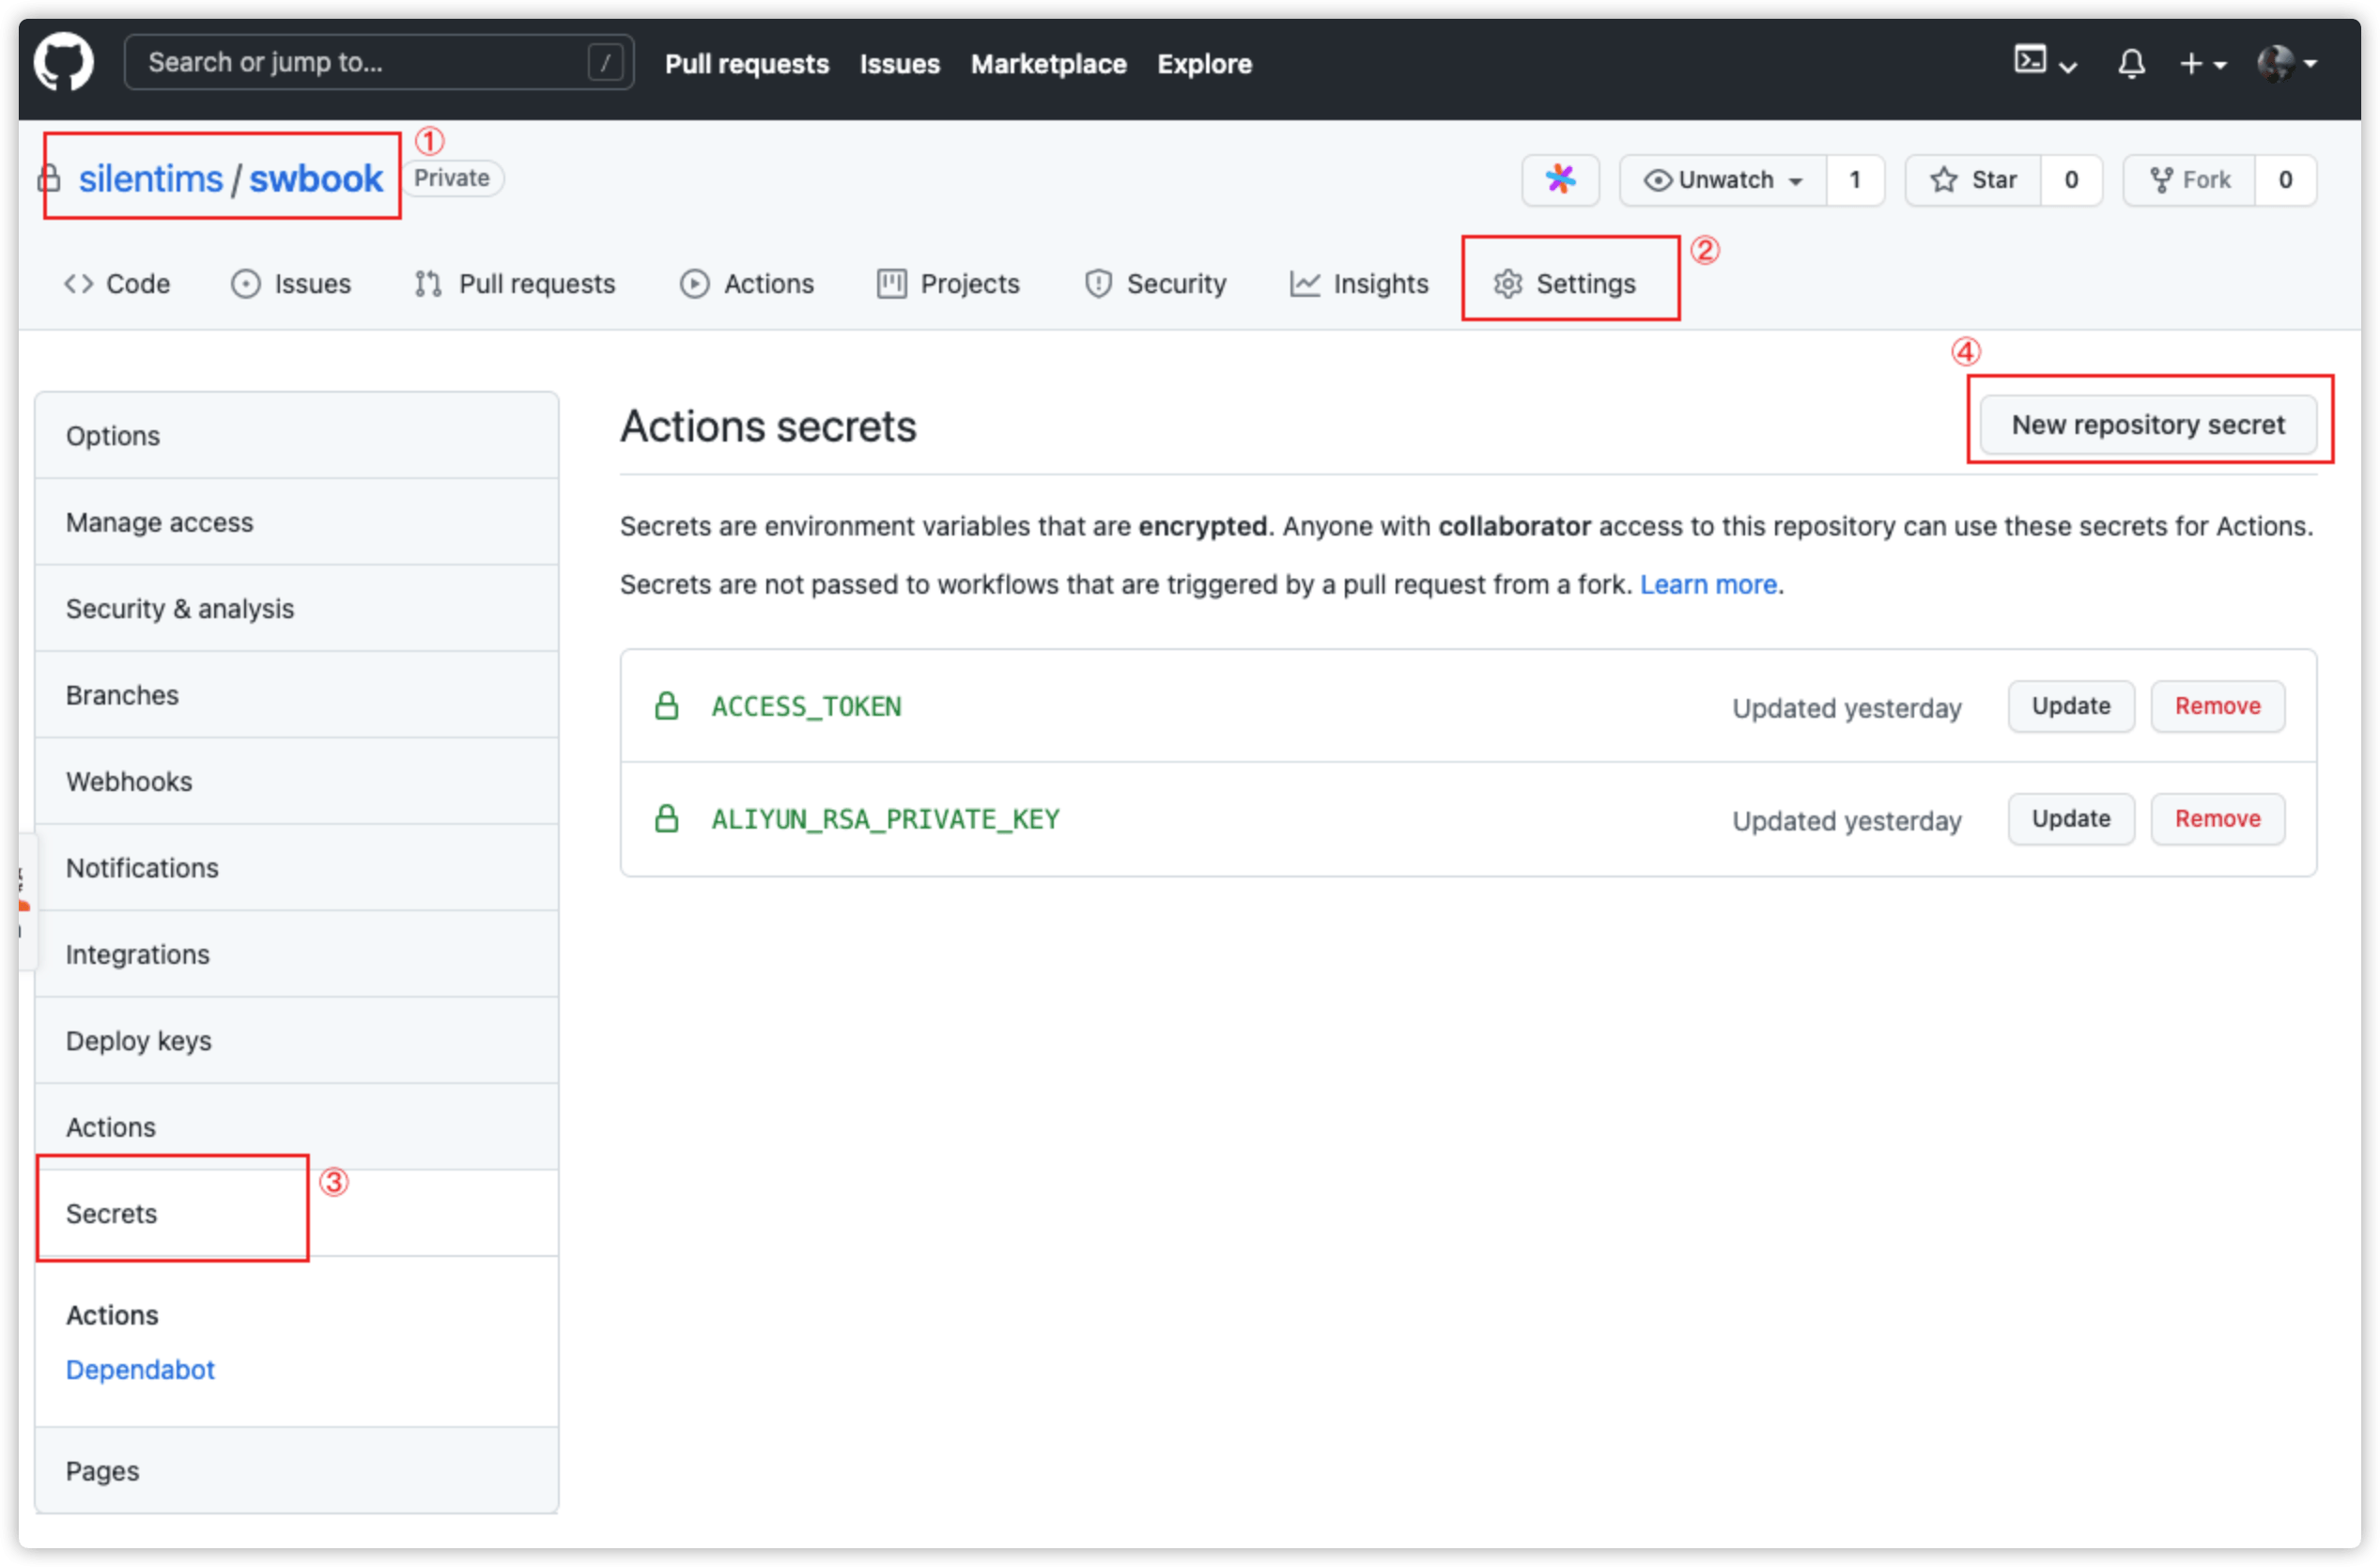 Search or jump to... /
Pull requests Issues Marketplace Explore
①
silentims / swbook Private
Unwatch 1 Star 0 Fork 0
Code Issues Pull requests Actions Projects Security Insights Settings ②
④
Options
Manage access
Security & analysis
Branches
Webhooks
Notifications
Integrations
Deploy keys
Actions
Secrets ③
Actions
Dependabot
Pages
Actions secrets
New repository secret
Secrets are environment variables that are encrypted. Anyone with collaborator access to this repository can use these secrets for Actions.
Secrets are not passed to workflows that are triggered by a pull request from a fork. Learn more.
ACCESS_TOKEN Updated yesterday Update Remove
ALIYUN_RSA_PRIVATE_KEY Updated yesterday Update Remove